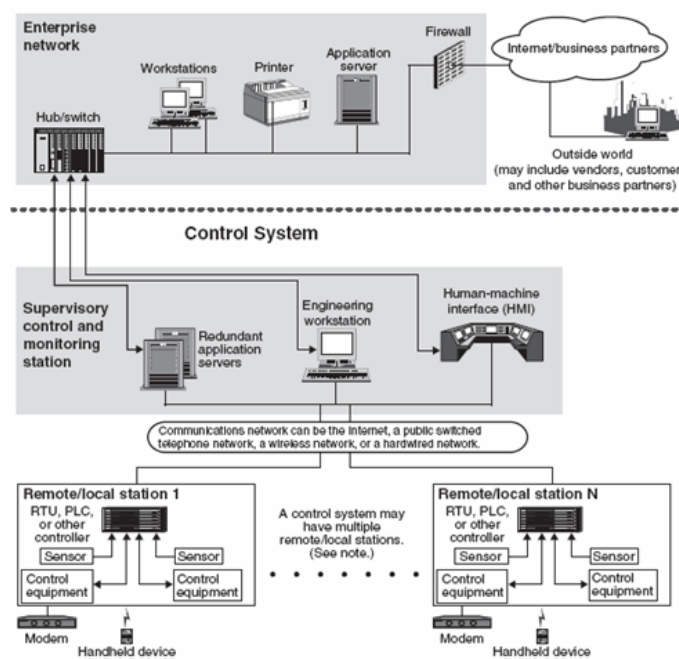 Enterprise
network
Workstations
Printer
Application
server
Firewall
Internet/business partners
Hub/switch
Outside world
(may include vendors, customer
and other business partners)
Control System
Supervisory
control and
monitoring
station
Redundant
application
servers
Engineering
workstation
Human-machine
interface (HMI)
Communications network can be the Internet, a public switched
telephone network, a wireless network, or a hardwired network.
Remote/local station 1
RTU, PLC,
or other
controller
Sensor
Sensor
Control
equipment
Control
equipment
Modem
Handheld device
A control system may
have multiple
remote/local stations.
(See note.)
Remote/local station N
RTU, PLC,
or other
controller
Sensor
Sensor
Control
equipment
Control
equipment
Modem
Handheld device